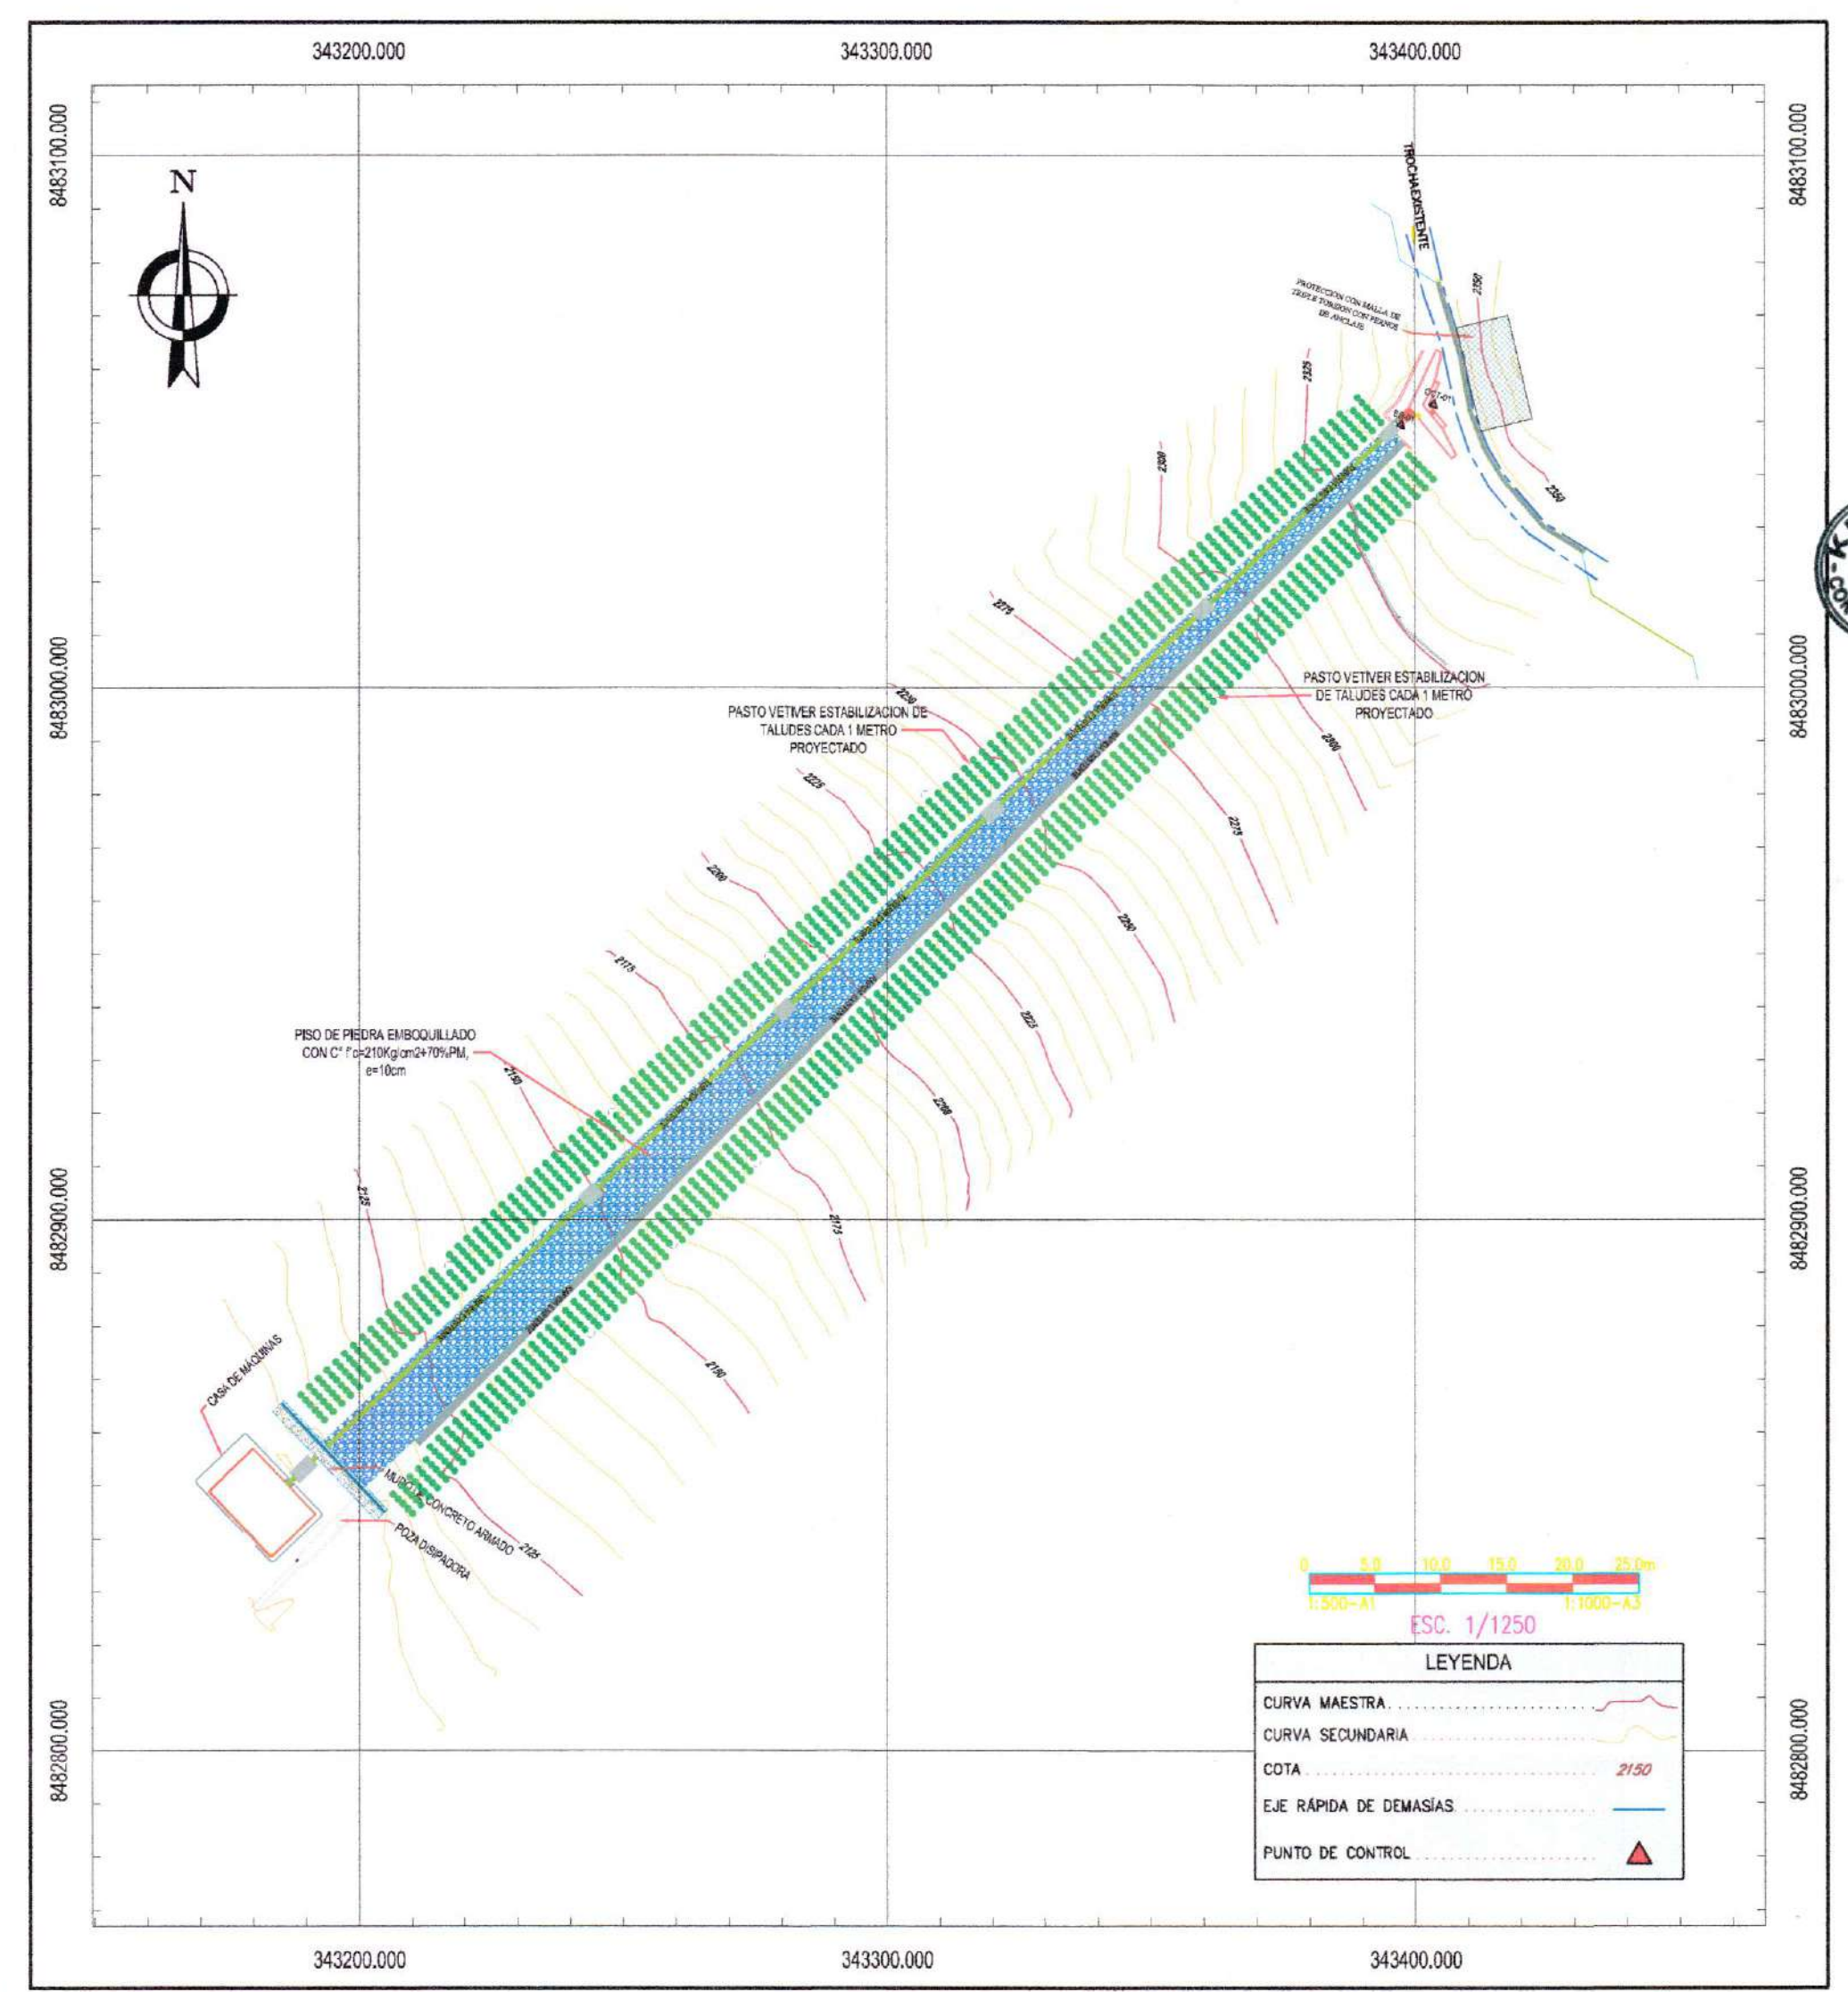 343200.000
343300.000
343400.000
8483100.000
8483100.000
N
TROCHAEXISTENTE
PROTECCION CON MALLA DE
TRIPLE TORSION CON PERNOS
DE ANCLAJE
2350
2325
2300
2350
2275
8483000.000
8483000.000
PASTO VETIVER ESTABILIZACION
DE TALUDES CADA 1 METRO
PROYECTADO
2250
PASTO VETIVER ESTABILIZACION DE
TALUDES CADA 1 METRO
PROYECTADO
2300
2225
2275
2200
2250
2175
2225
PISO DE PIEDRA EMBOQUILLADO
CON C° f'c=210Kg/cm2+70%PM,
e=10cm
2150
2200
2125
8482900.000
8482900.000
2175
2150
CASA DE MÁQUINAS
MURO DE CONCRETO ARMADO
POZA DISIPADORA
2125
0 5.0 10.0 15.0 20.0 25.0m
1:500-A1 1:1000-A3
ESC. 1/1250
LEYENDA
CURVA MAESTRA
CURVA SECUNDARIA
COTA 2150
EJE RÁPIDA DE DEMASÍAS
PUNTO DE CONTROL
8482800.000
8482800.000
343200.000
343300.000
343400.000